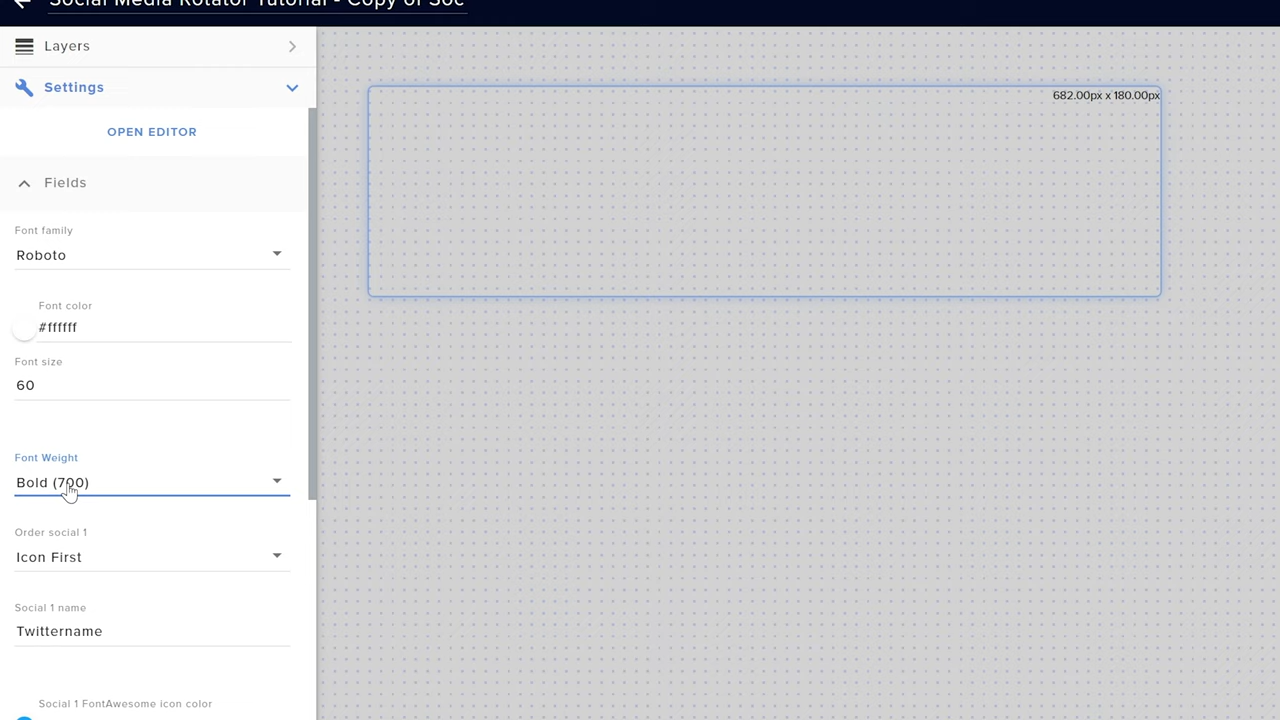 Social Media Rotator Tutorial - Copy of Soc
Layers
Settings
682.00px x 180.00px
OPEN EDITOR
Fields
Font family
Roboto
Font color
#ffffff
Font size
60
Font Weight
Bold (700)
Order social 1
Icon First
Social 1 name
Twittername
Social 1 FontAwesome icon color